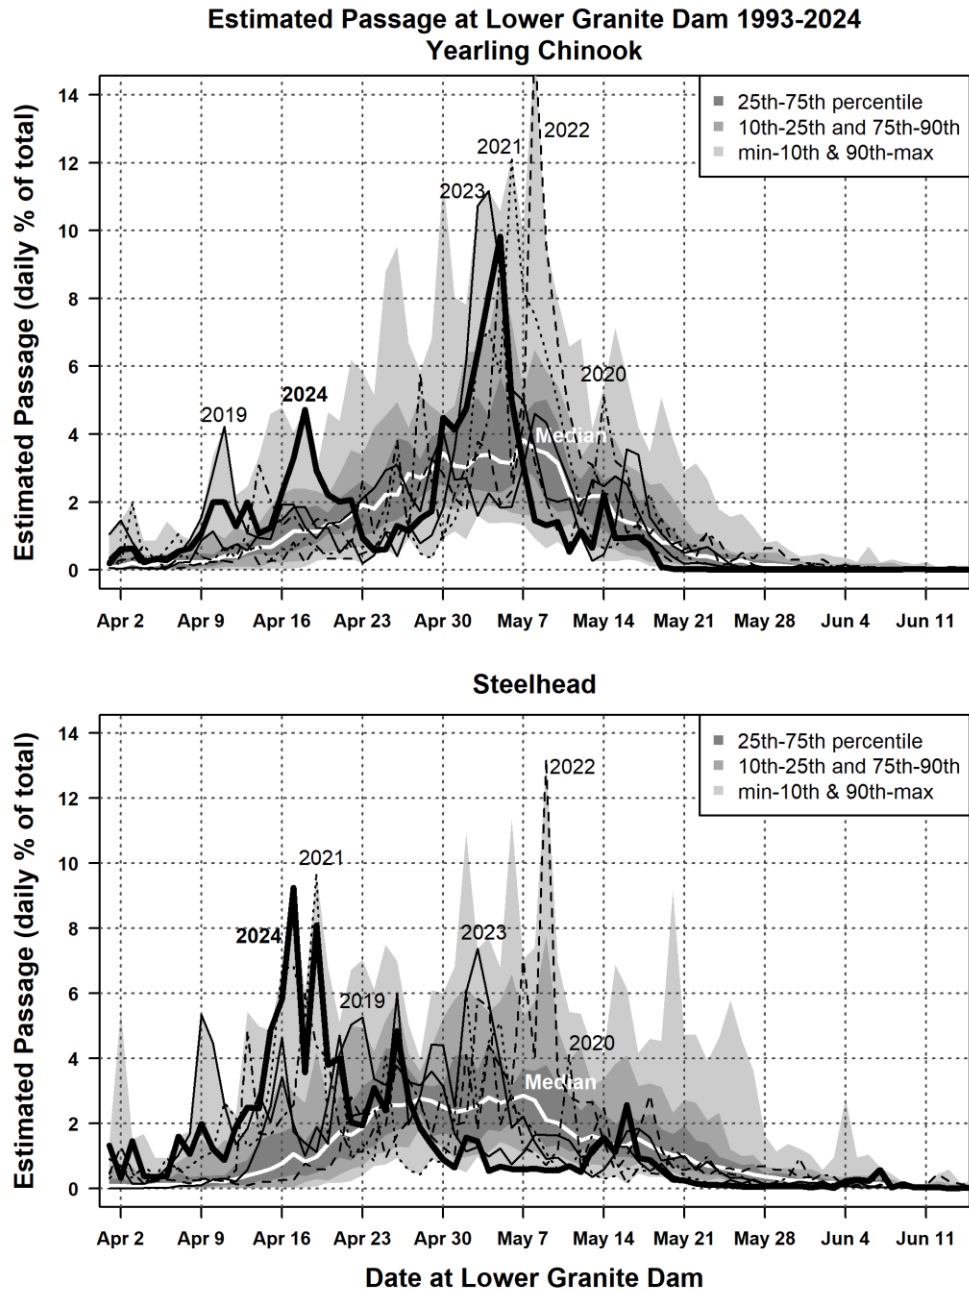 Estimated Passage at Lower Granite Dam 1993-2024
Yearling Chinook
Estimated Passage (daily % of total)
14
12
10
8
6
4
2
0
25th-75th percentile
10th-25th and 75th-90th
min-10th & 90th-max
2022
2021
2023
2020
2024
2019
Median
Apr 2 Apr 9 Apr 16 Apr 23 Apr 30 May 7 May 14 May 21 May 28 Jun 4 Jun 11
Steelhead
Estimated Passage (daily % of total)
14
12
10
8
6
4
2
0
25th-75th percentile
10th-25th and 75th-90th
min-10th & 90th-max
2022
2021
2024
2023
2019
2020
Median
Apr 2 Apr 9 Apr 16 Apr 23 Apr 30 May 7 May 14 May 21 May 28 Jun 4 Jun 11
Date at Lower Granite Dam